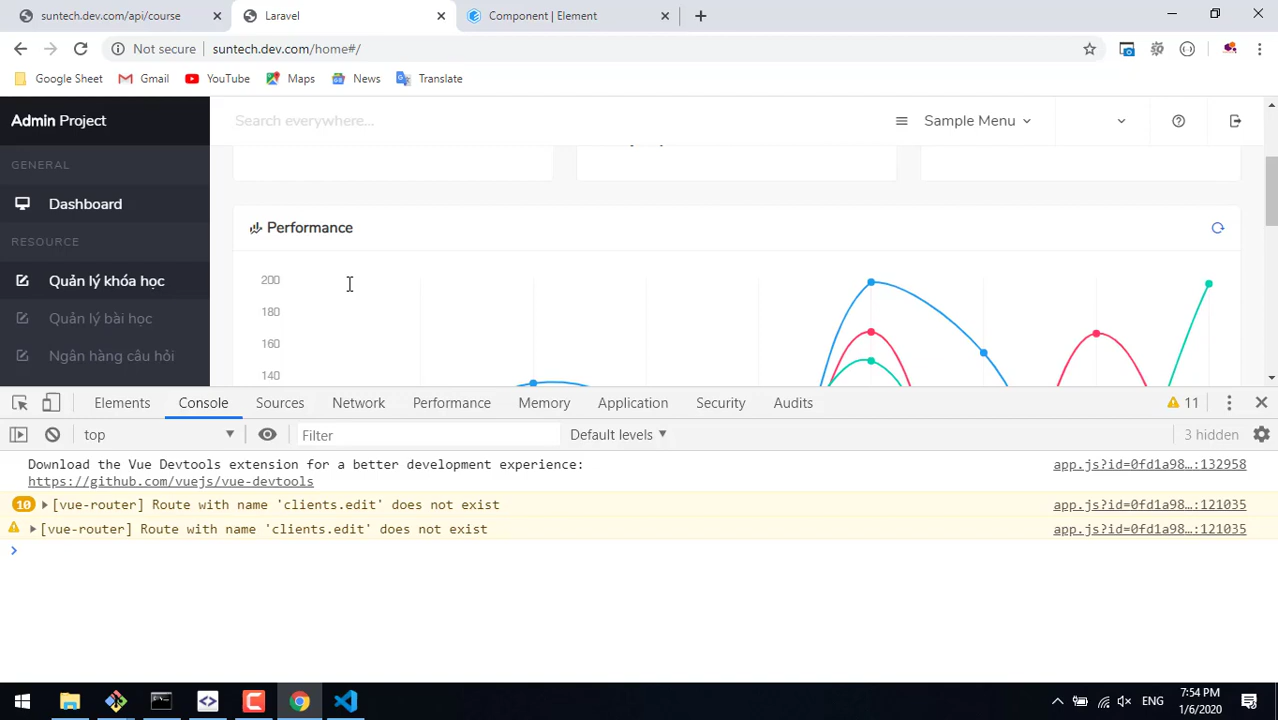 suntech.dev.com/api/course
Laravel
Component | Element
Not secure
suntech.dev.com/home#/
Google Sheet
Gmail
YouTube
Maps
News
Translate
Admin Project
Search everywhere...
Sample Menu
GENERAL
Dashboard
RESOURCE
Quản lý khóa học
Quản lý bài học
Ngân hàng câu hỏi
Performance
200
180
160
140
Elements
Console
Sources
Network
Performance
Memory
Application
Security
Audits
11
top
Filter
Default levels
3 hidden
Download the Vue Devtools extension for a better development experience:
app.js?id=0fd1a98…:132958
https://github.com/vuejs/vue-devtools
10
[vue-router] Route with name 'clients.edit' does not exist
app.js?id=0fd1a98…:121035
[vue-router] Route with name 'clients.edit' does not exist
app.js?id=0fd1a98…:121035
ENG
7:54 PM
1/6/2020